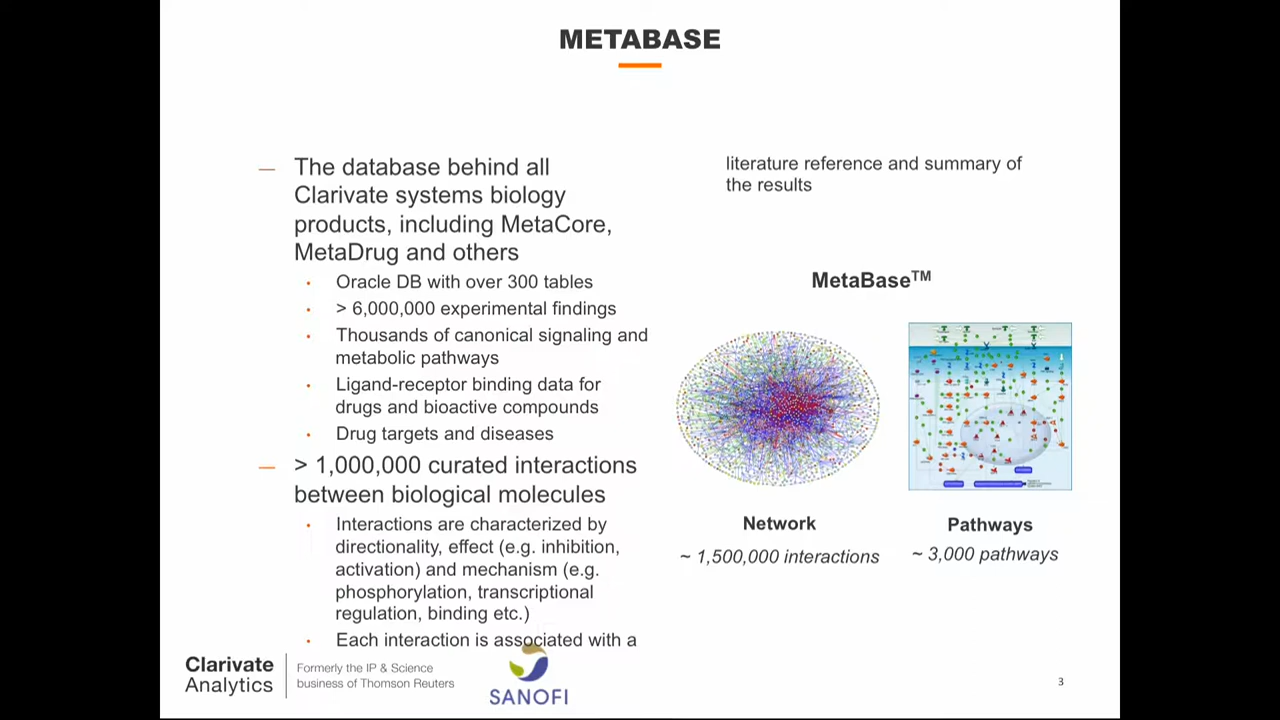 METABASE
— The database behind all
Clarivate systems biology
products, including MetaCore,
MetaDrug and others
• Oracle DB with over 300 tables
• > 6,000,000 experimental findings
• Thousands of canonical signaling and
metabolic pathways
• Ligand-receptor binding data for
drugs and bioactive compounds
• Drug targets and diseases
— > 1,000,000 curated interactions
between biological molecules
• Interactions are characterized by
directionality, effect (e.g. inhibition,
activation) and mechanism (e.g.
phosphorylation, transcriptional
regulation, binding etc.)
• Each interaction is associated with a
literature reference and summary of
the results
MetaBase™
Network
~ 1,500,000 interactions
Pathways
~ 3,000 pathways
Clarivate
Analytics
Formerly the IP & Science
business of Thomson Reuters
SANOFI
3